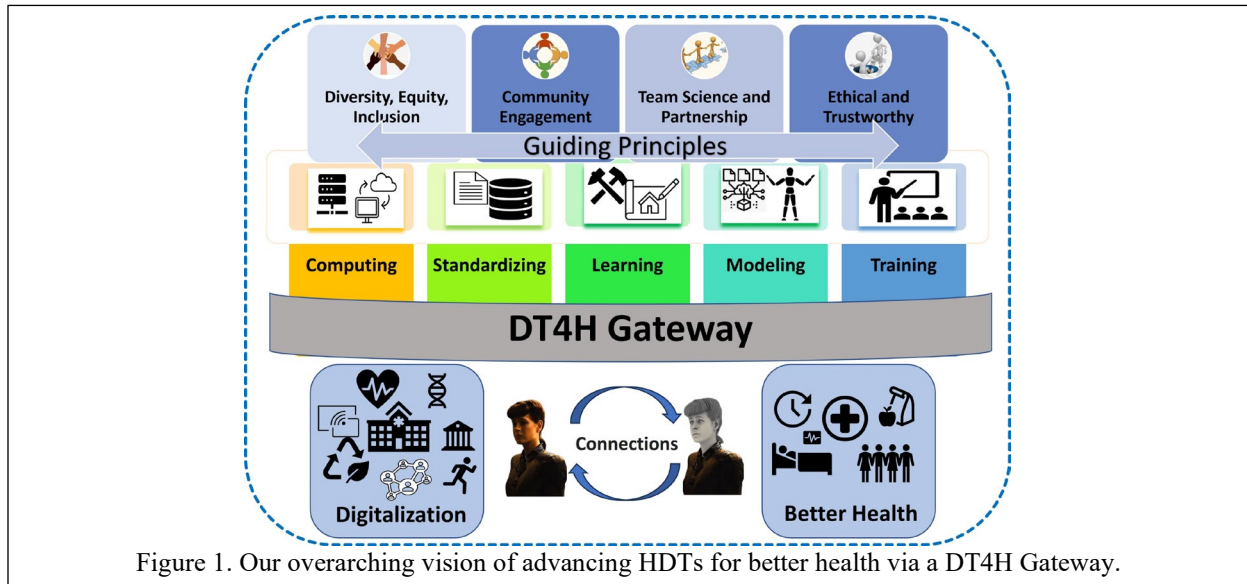 Diversity, Equity,
Inclusion
Community
Engagement
Team Science and
Partnership
Ethical and
Trustworthy
Guiding Principles
Computing
Standardizing
Learning
Modeling
Training
DT4H Gateway
Digitalization
Connections
Better Health
Figure 1. Our overarching vision of advancing HDTs for better health via a DT4H Gateway.